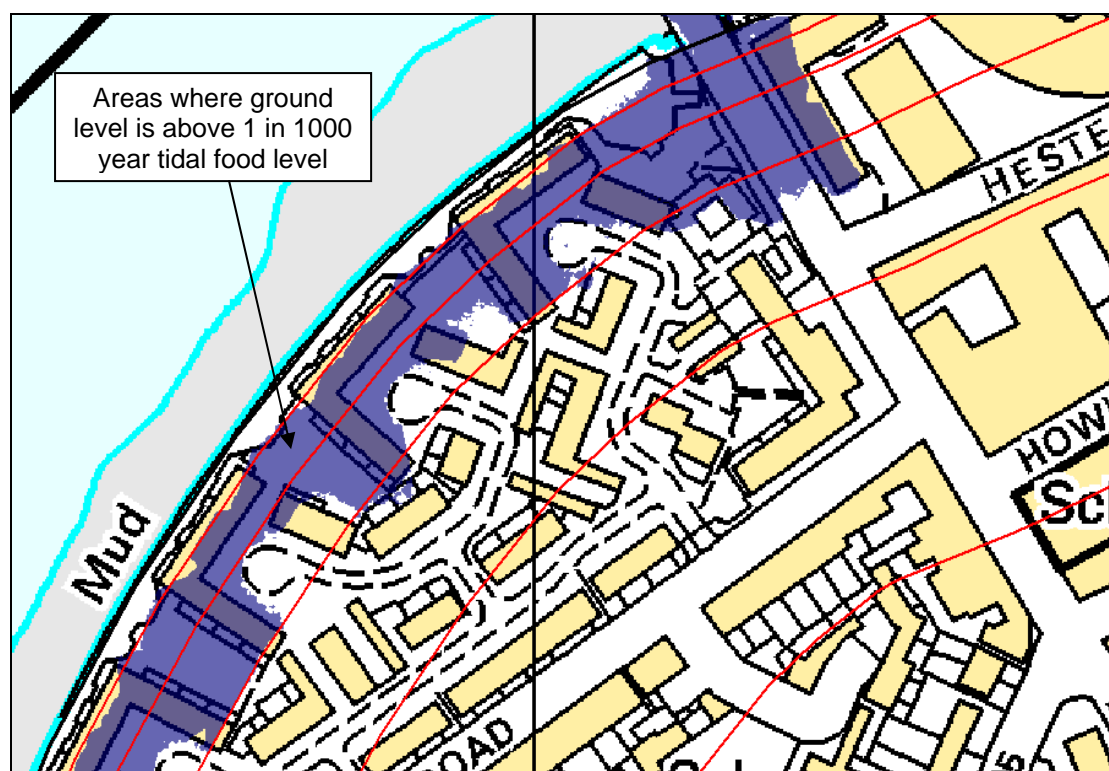 Areas where ground
level is above 1 in 1000
year tidal food level
HESTE
HOW
Sc
Mud
ROAD